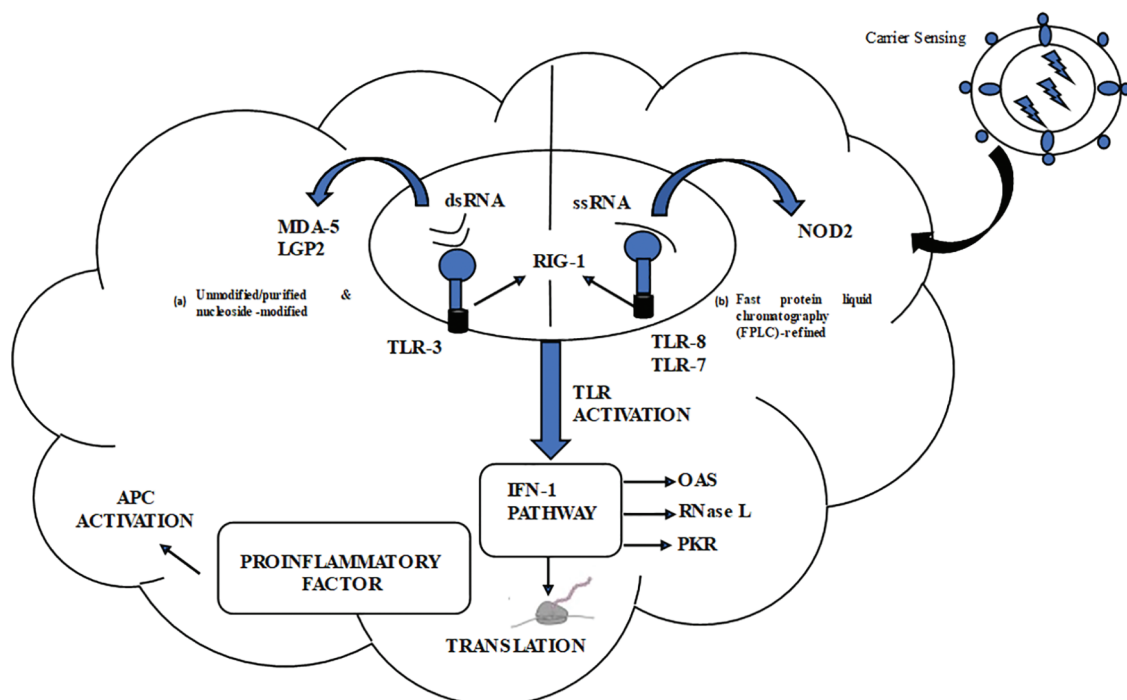 Carrier Sensing
dsRNA
ssRNA
MDA-5
LGP2
NOD2
RIG-1
(a) Unmodified/purified &
nucleoside -modified
(b) Fast protein liquid
chromatography
(FPLC)-refined
TLR-3
TLR-8
TLR-7
TLR
ACTIVATION
IFN-1
PATHWAY
OAS
RNase L
PKR
APC
ACTIVATION
PROINFLAMMATORY
FACTOR
TRANSLATION